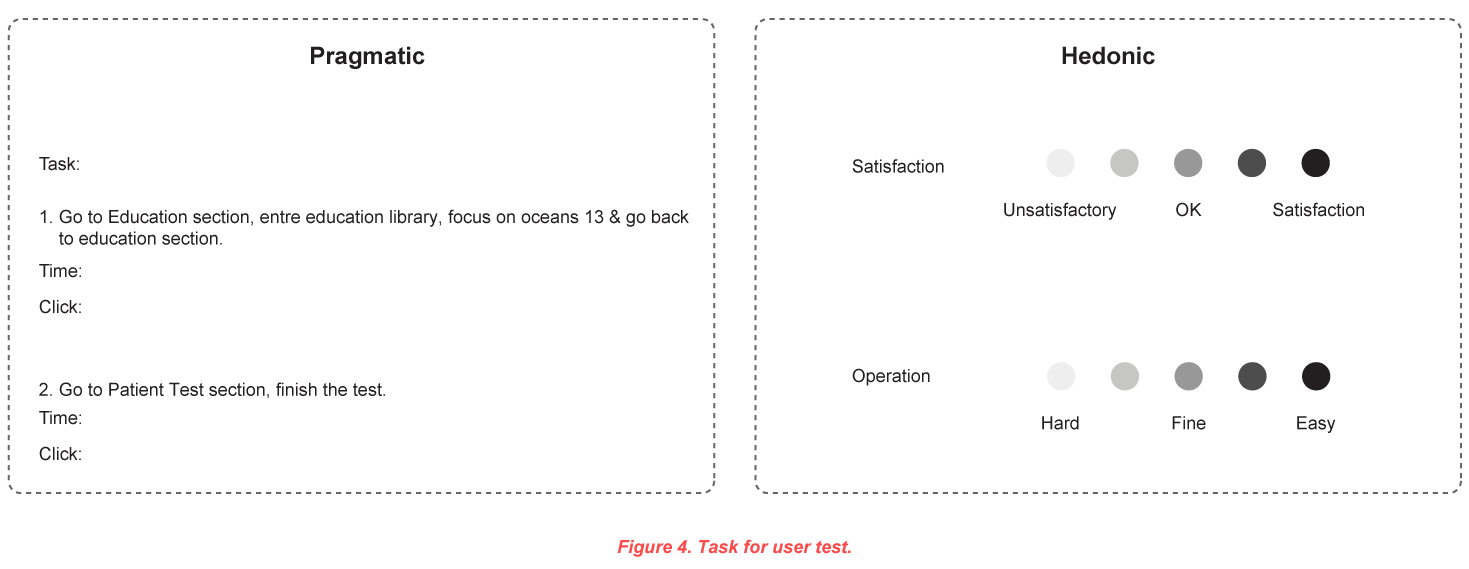 Pragmatic
Task:
1. Go to Education section, entre education library, focus on oceans 13 & go back
to education section.
Time:
Click:
2. Go to Patient Test section, finish the test.
Time:
Click:
Hedonic
Satisfaction
Unsatisfactory OK Satisfaction
Operation
Hard Fine Easy
Figure 4. Task for user test.